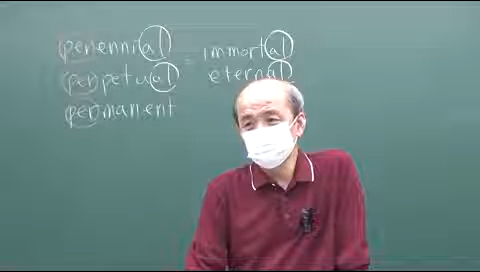 perennial = immortal
perpetual eternal
permanent